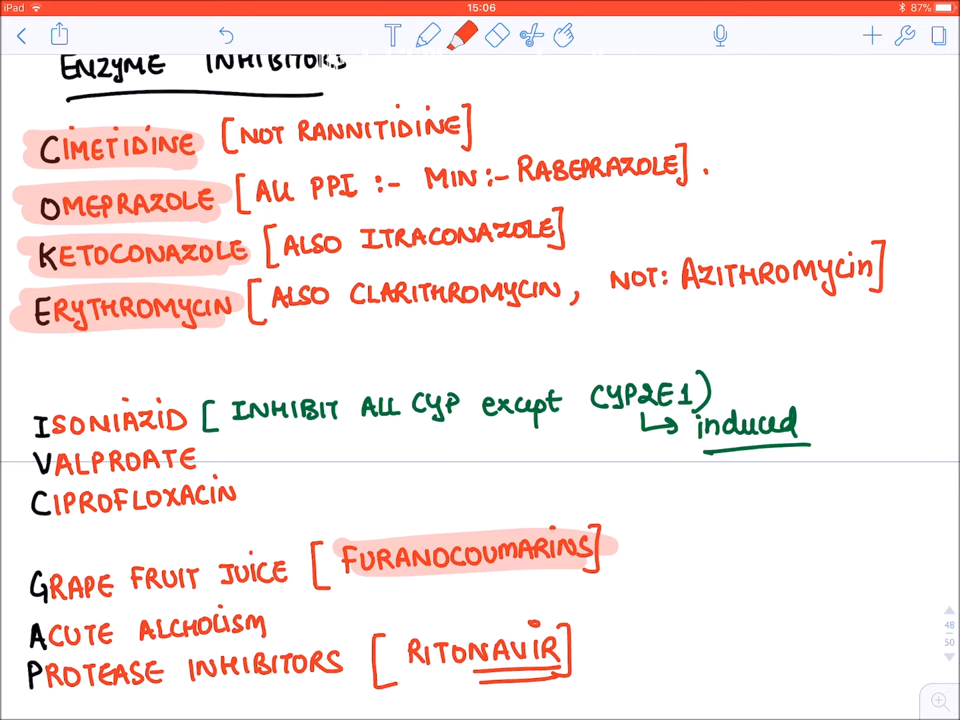 iPad 15:06 87%
ENZYME INHIBITORS
CIMETIDINE [NOT RANNITIDINE]
OMEPRAZOLE [ALL PPI :- MIN :- RABEPRAZOLE].
KETOCONAZOLE [ALSO ITRACONAZOLE]
ERYTHROMYCIN [ALSO CLARITHROMYCIN, NOT: AZITHROMYCIN]
ISONIAZID [INHIBIT ALL CYP except CYP2E1)
↳ induced
VALPROATE
CIPROFLOXACIN
GRAPE FRUIT JUICE [FURANOCOUMARINS]
ACUTE ALCHOLISM
PROTEASE INHIBITORS [RITONAVIR]
48
50